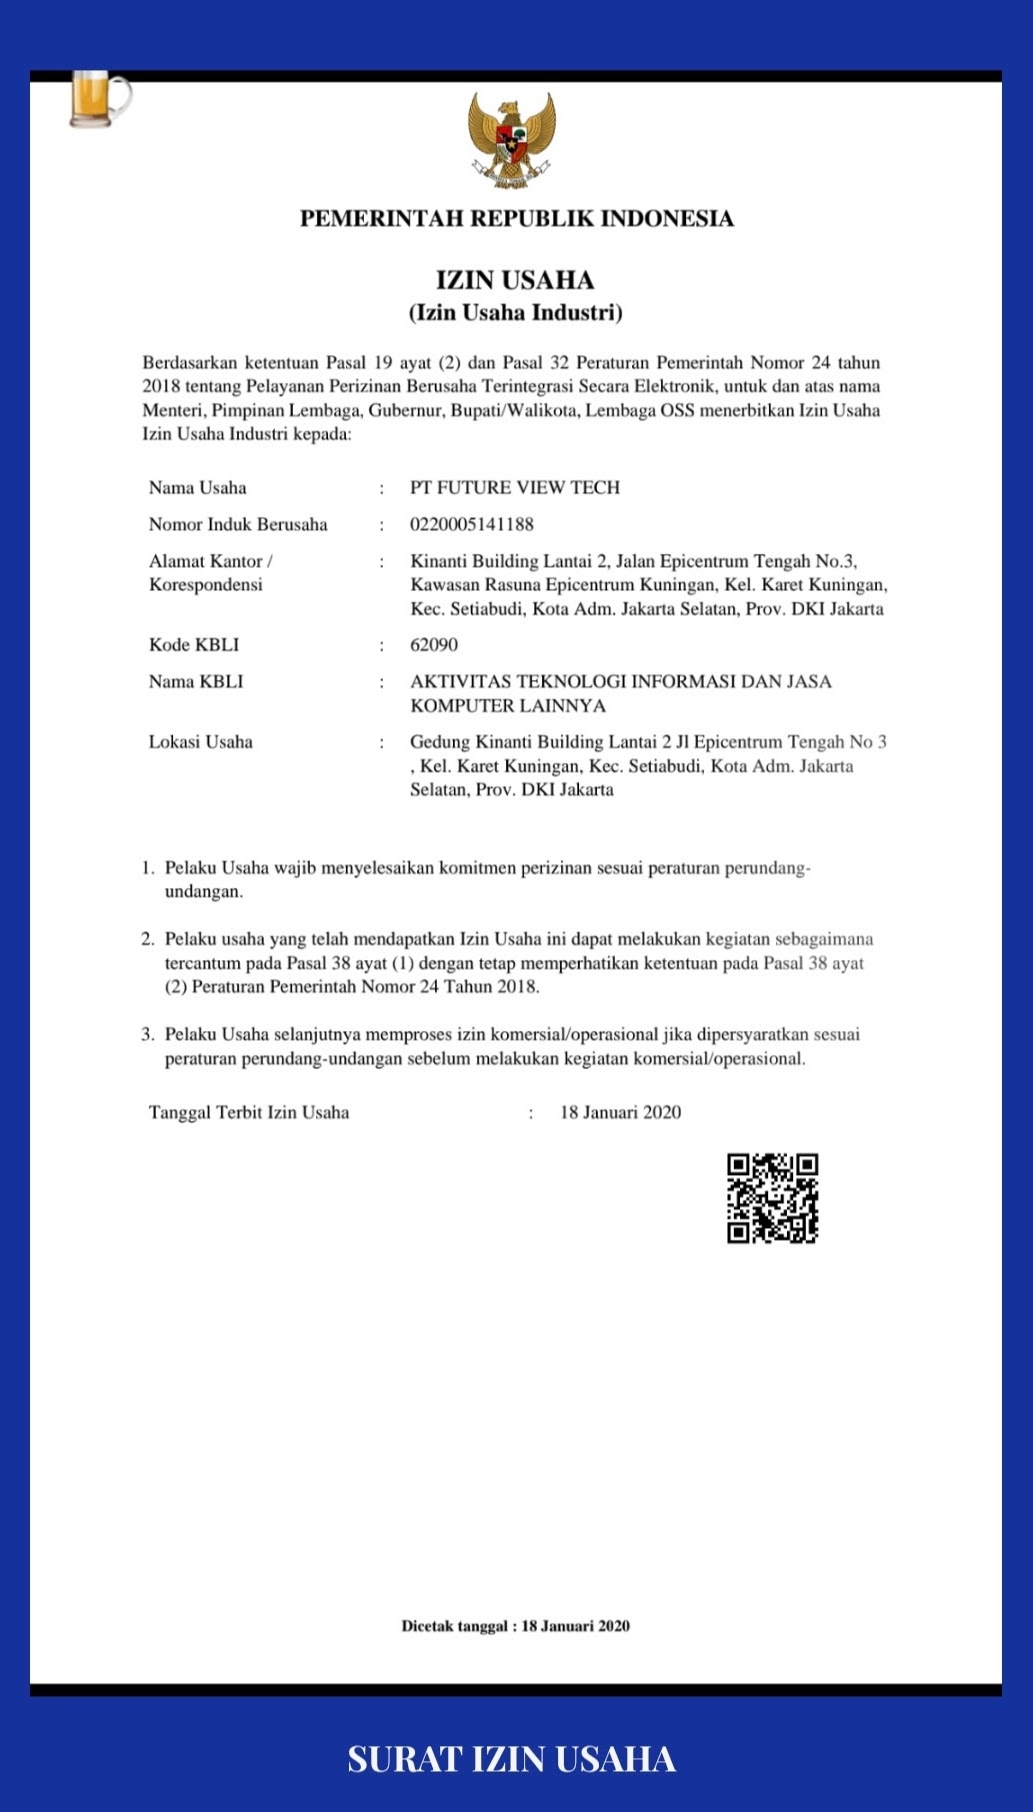 PEMERINTAH REPUBLIK INDONESIA
IZIN USAHA
(Izin Usaha Industri)
Berdasarkan ketentuan Pasal 19 ayat (2) dan Pasal 32 Peraturan Pemerintah Nomor 24 tahun
2018 tentang Pelayanan Perizinan Berusaha Terintegrasi Secara Elektronik, untuk dan atas nama
Menteri, Pimpinan Lembaga, Gubernur, Bupati/Walikota, Lembaga OSS menerbitkan Izin Usaha
Izin Usaha Industri kepada:
Nama Usaha : PT FUTURE VIEW TECH
Nomor Induk Berusaha : 0220005141188
Alamat Kantor / : Kinanti Building Lantai 2, Jalan Epicentrum Tengah No.3,
Korespondensi Kawasan Rasuna Epicentrum Kuningan, Kel. Karet Kuningan,
Kec. Setiabudi, Kota Adm. Jakarta Selatan, Prov. DKI Jakarta
Kode KBLI : 62090
Nama KBLI : AKTIVITAS TEKNOLOGI INFORMASI DAN JASA
KOMPUTER LAINNYA
Lokasi Usaha : Gedung Kinanti Building Lantai 2 Jl Epicentrum Tengah No 3
, Kel. Karet Kuningan, Kec. Setiabudi, Kota Adm. Jakarta
Selatan, Prov. DKI Jakarta
1. Pelaku Usaha wajib menyelesaikan komitmen perizinan sesuai peraturan perundang-
undangan.
2. Pelaku usaha yang telah mendapatkan Izin Usaha ini dapat melakukan kegiatan sebagaimana
tercantum pada Pasal 38 ayat (1) dengan tetap memperhatikan ketentuan pada Pasal 38 ayat
(2) Peraturan Pemerintah Nomor 24 Tahun 2018.
3. Pelaku Usaha selanjutnya memproses izin komersial/operasional jika dipersyaratkan sesuai
peraturan perundang-undangan sebelum melakukan kegiatan komersial/operasional.
Tanggal Terbit Izin Usaha : 18 Januari 2020
Dicetak tanggal : 18 Januari 2020
SURAT IZIN USAHA